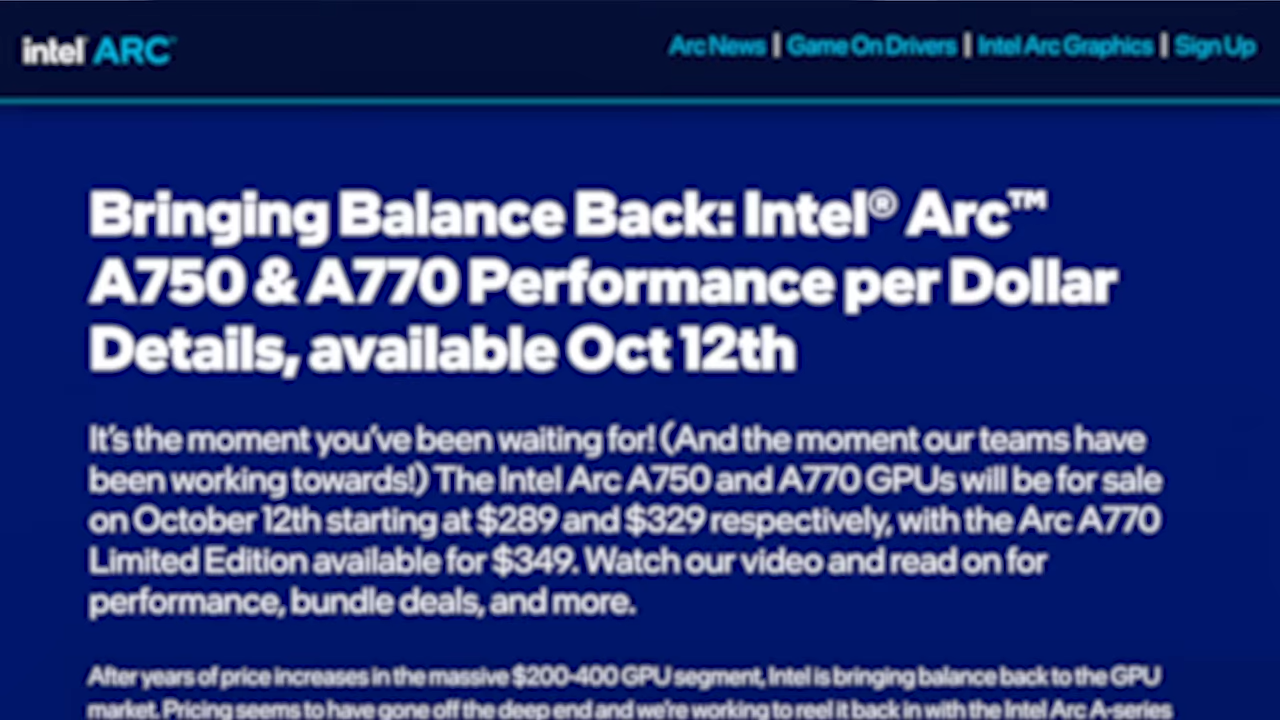 intel ARC™
Arc News | Game On Drivers | Intel Arc Graphics | Sign Up
Bringing Balance Back: Intel® Arc™
A750 & A770 Performance per Dollar
Details, available Oct 12th
It's the moment you've been waiting for! (And the moment our teams have
been working towards!) The Intel Arc A750 and A770 GPUs will be for sale
on October 12th starting at $289 and $329 respectively, with the Arc A770
Limited Edition available for $349. Watch our video and read on for
performance, bundle deals, and more.
After years of price increases in the massive $200-400 GPU segment, Intel is bringing balance back to the GPU
market. Pricing seems to have gone off the deep end and we're working to reel it back in with the Intel Arc A-series